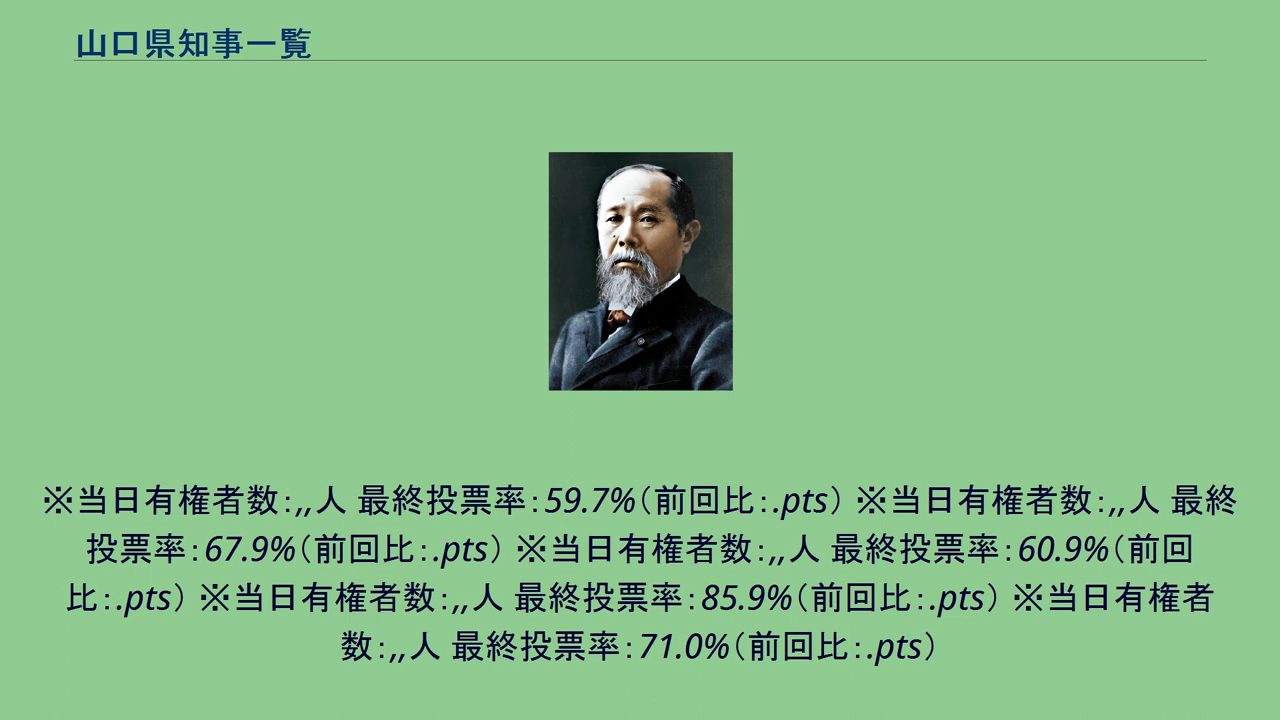 山口県知事一覧
※当日有権者数：,,人 最終投票率：59.7%（前回比：.pts） ※当日有権者数：,,人 最終
投票率：67.9%（前回比：.pts） ※当日有権者数：,,人 最終投票率：60.9%（前回
比：.pts） ※当日有権者数：,,人 最終投票率：85.9%（前回比：.pts） ※当日有権者
数：,,人 最終投票率：71.0%（前回比：.pts）